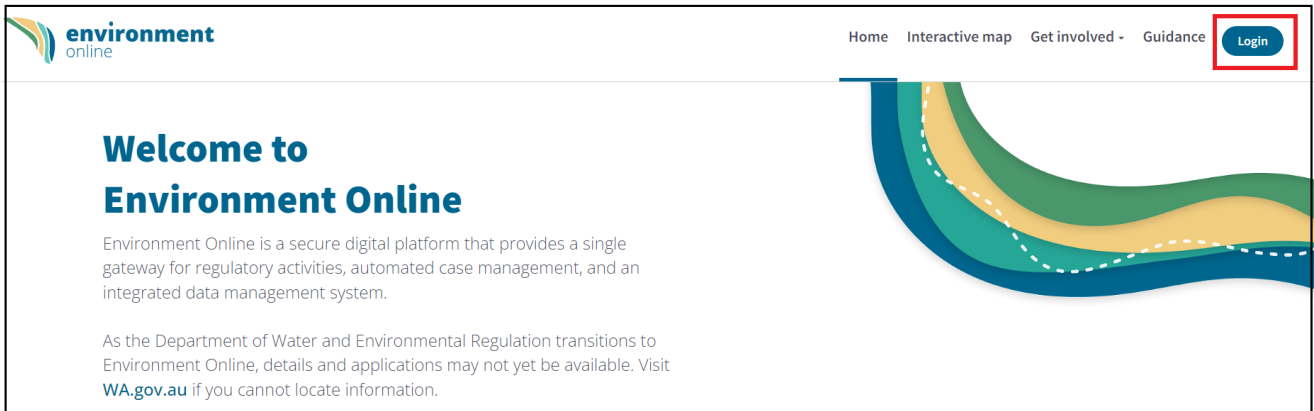 environment
online
Home Interactive map Get involved Guidance Login
Welcome to
Environment Online
Environment Online is a secure digital platform that provides a single
gateway for regulatory activities, automated case management, and an
integrated data management system.
As the Department of Water and Environmental Regulation transitions to
Environment Online, details and applications may not yet be available. Visit
WA.gov.au if you cannot locate information.